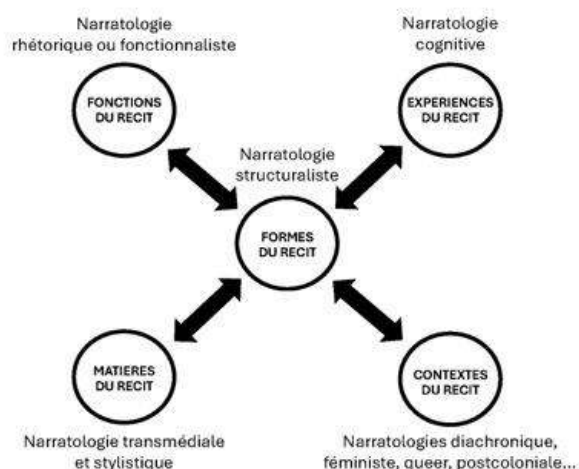 Narratologie
rhétorique ou fonctionnaliste
FONCTIONS
DU RECIT
Narratologie
cognitive
EXPERIENCES
DU RECIT
Narratologie
structuraliste
FORMES
DU RECIT
MATIERES
DU RECIT
Narratologie transmédiale
et stylistique
CONTEXTES
DU RECIT
Narratologies diachronique,
féministe, queer, postcoloniale...